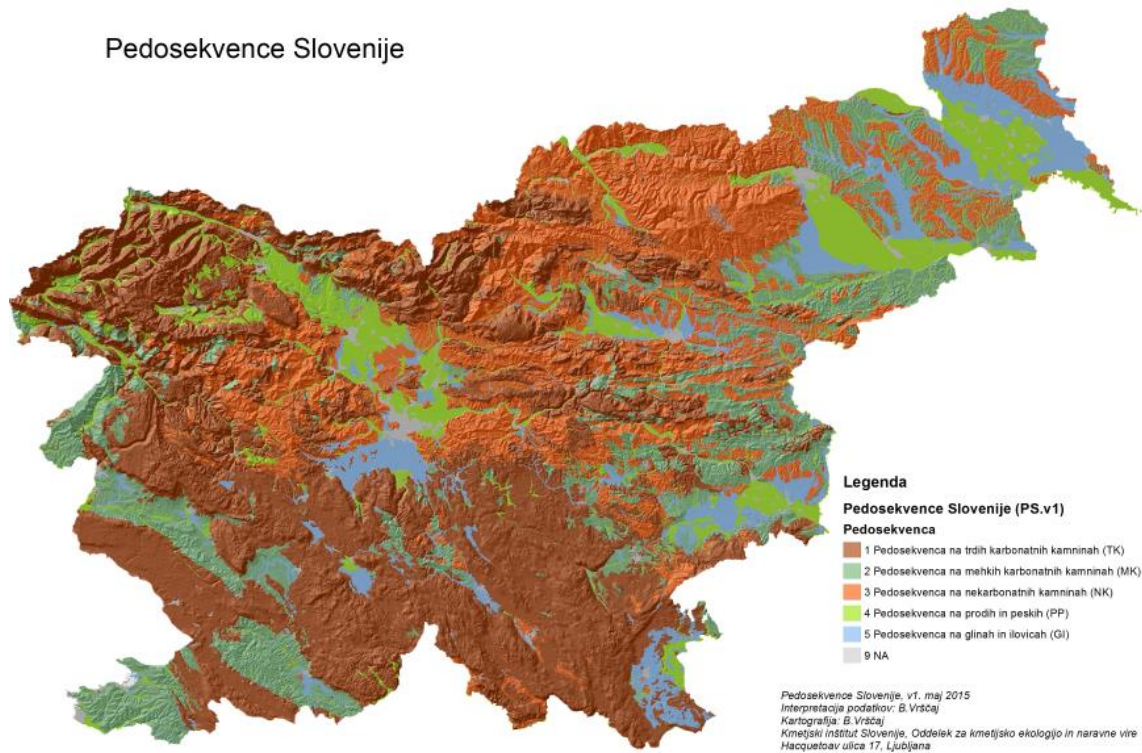 Pedosekvence Slovenije
Legenda
Pedosekvence Slovenije (PS.v1)
Pedosekvenca
1 Pedosekvenca na trdih karbonatnih kamninah (TK)
2 Pedosekvenca na mehkih karbonatnih kamninah (MK)
3 Pedosekvenca na nekarbonatnih kamninah (NK)
4 Pedosekvenca na prodih in peskih (PP)
5 Pedosekvenca na glinah in ilovicah (GI)
9 NA
Pedosekvence Slovenije, v1. maj 2015
Interpretacija podatkov: B.Vrščaj
Kartografija: B.Vrščaj
Kmetjski inštitut Slovenije, Oddelek za kmetijsko ekologijo in naravne vire
Hacquetoav ulica 17, Ljubljana